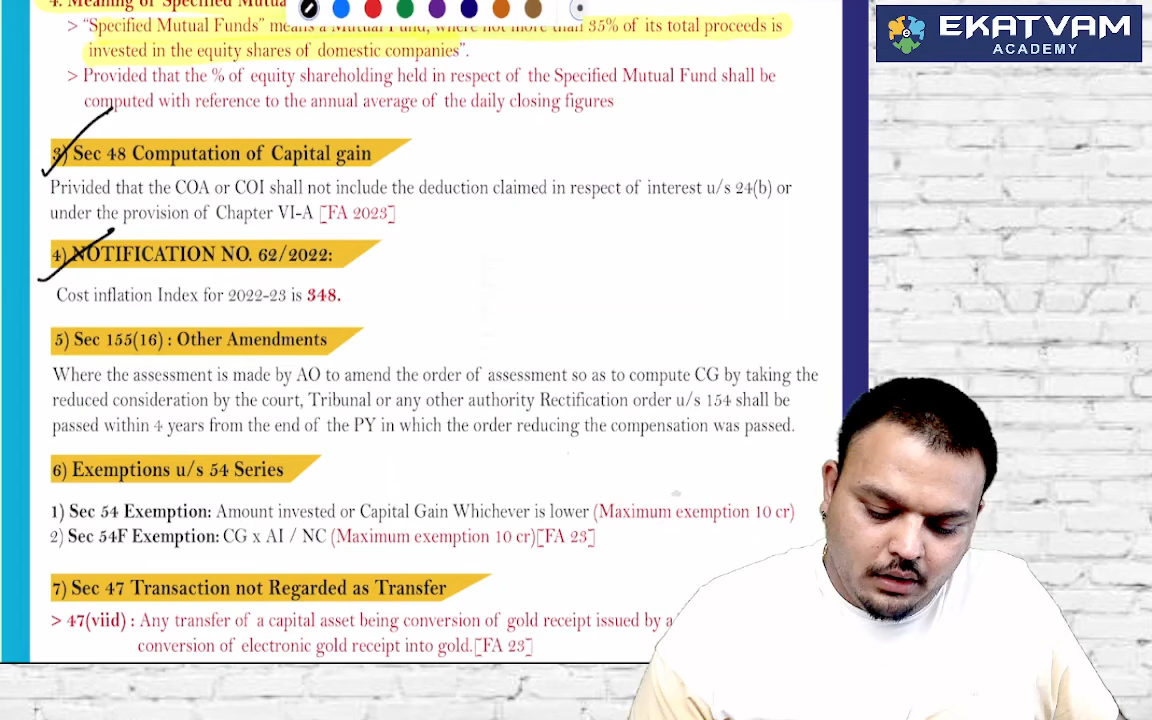 4. Meaning of Specified Mutua
> “Specified Mutual Funds” means a Mutual Fund, where not more than 35% of its total proceeds is
invested in the equity shares of domestic companies”.
> Provided that the % of equity shareholding held in respect of the Specified Mutual Fund shall be
computed with reference to the annual average of the daily closing figures
3) Sec 48 Computation of Capital gain
Privided that the COA or COI shall not include the deduction claimed in respect of interest u/s 24(b) or
under the provision of Chapter VI-A [FA 2023]
4) NOTIFICATION NO. 62/2022:
Cost inflation Index for 2022-23 is 348.
5) Sec 155(16) : Other Amendments
Where the assessment is made by AO to amend the order of assessment so as to compute CG by taking the
reduced consideration by the court, Tribunal or any other authority Rectification order u/s 154 shall be
passed within 4 years from the end of the PY in which the order reducing the compensation was passed.
6) Exemptions u/s 54 Series
1) Sec 54 Exemption: Amount invested or Capital Gain Whichever is lower (Maximum exemption 10 cr)
2) Sec 54F Exemption: CG x AI / NC (Maximum exemption 10 cr)[FA 23]
7) Sec 47 Transaction not Regarded as Transfer
> 47(viid) : Any transfer of a capital asset being conversion of gold receipt issued by a
conversion of electronic gold receipt into gold.[FA 23]
EKATVAM
ACADEMY